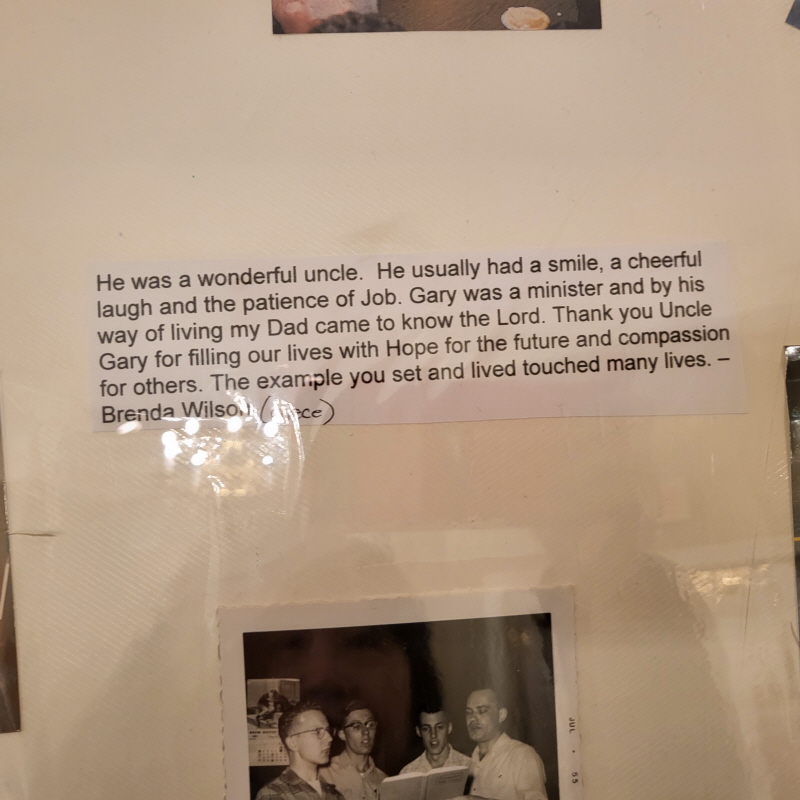 He was a wonderful uncle.  He usually had a smile, a cheerful
laugh and the patience of Job. Gary was a minister and by his
way of living my Dad came to know the Lord. Thank you Uncle
Gary for filling our lives with Hope for the future and compassion
for others. The example you set and lived touched many lives. –
Brenda Wilson (niece)
JUL • 55